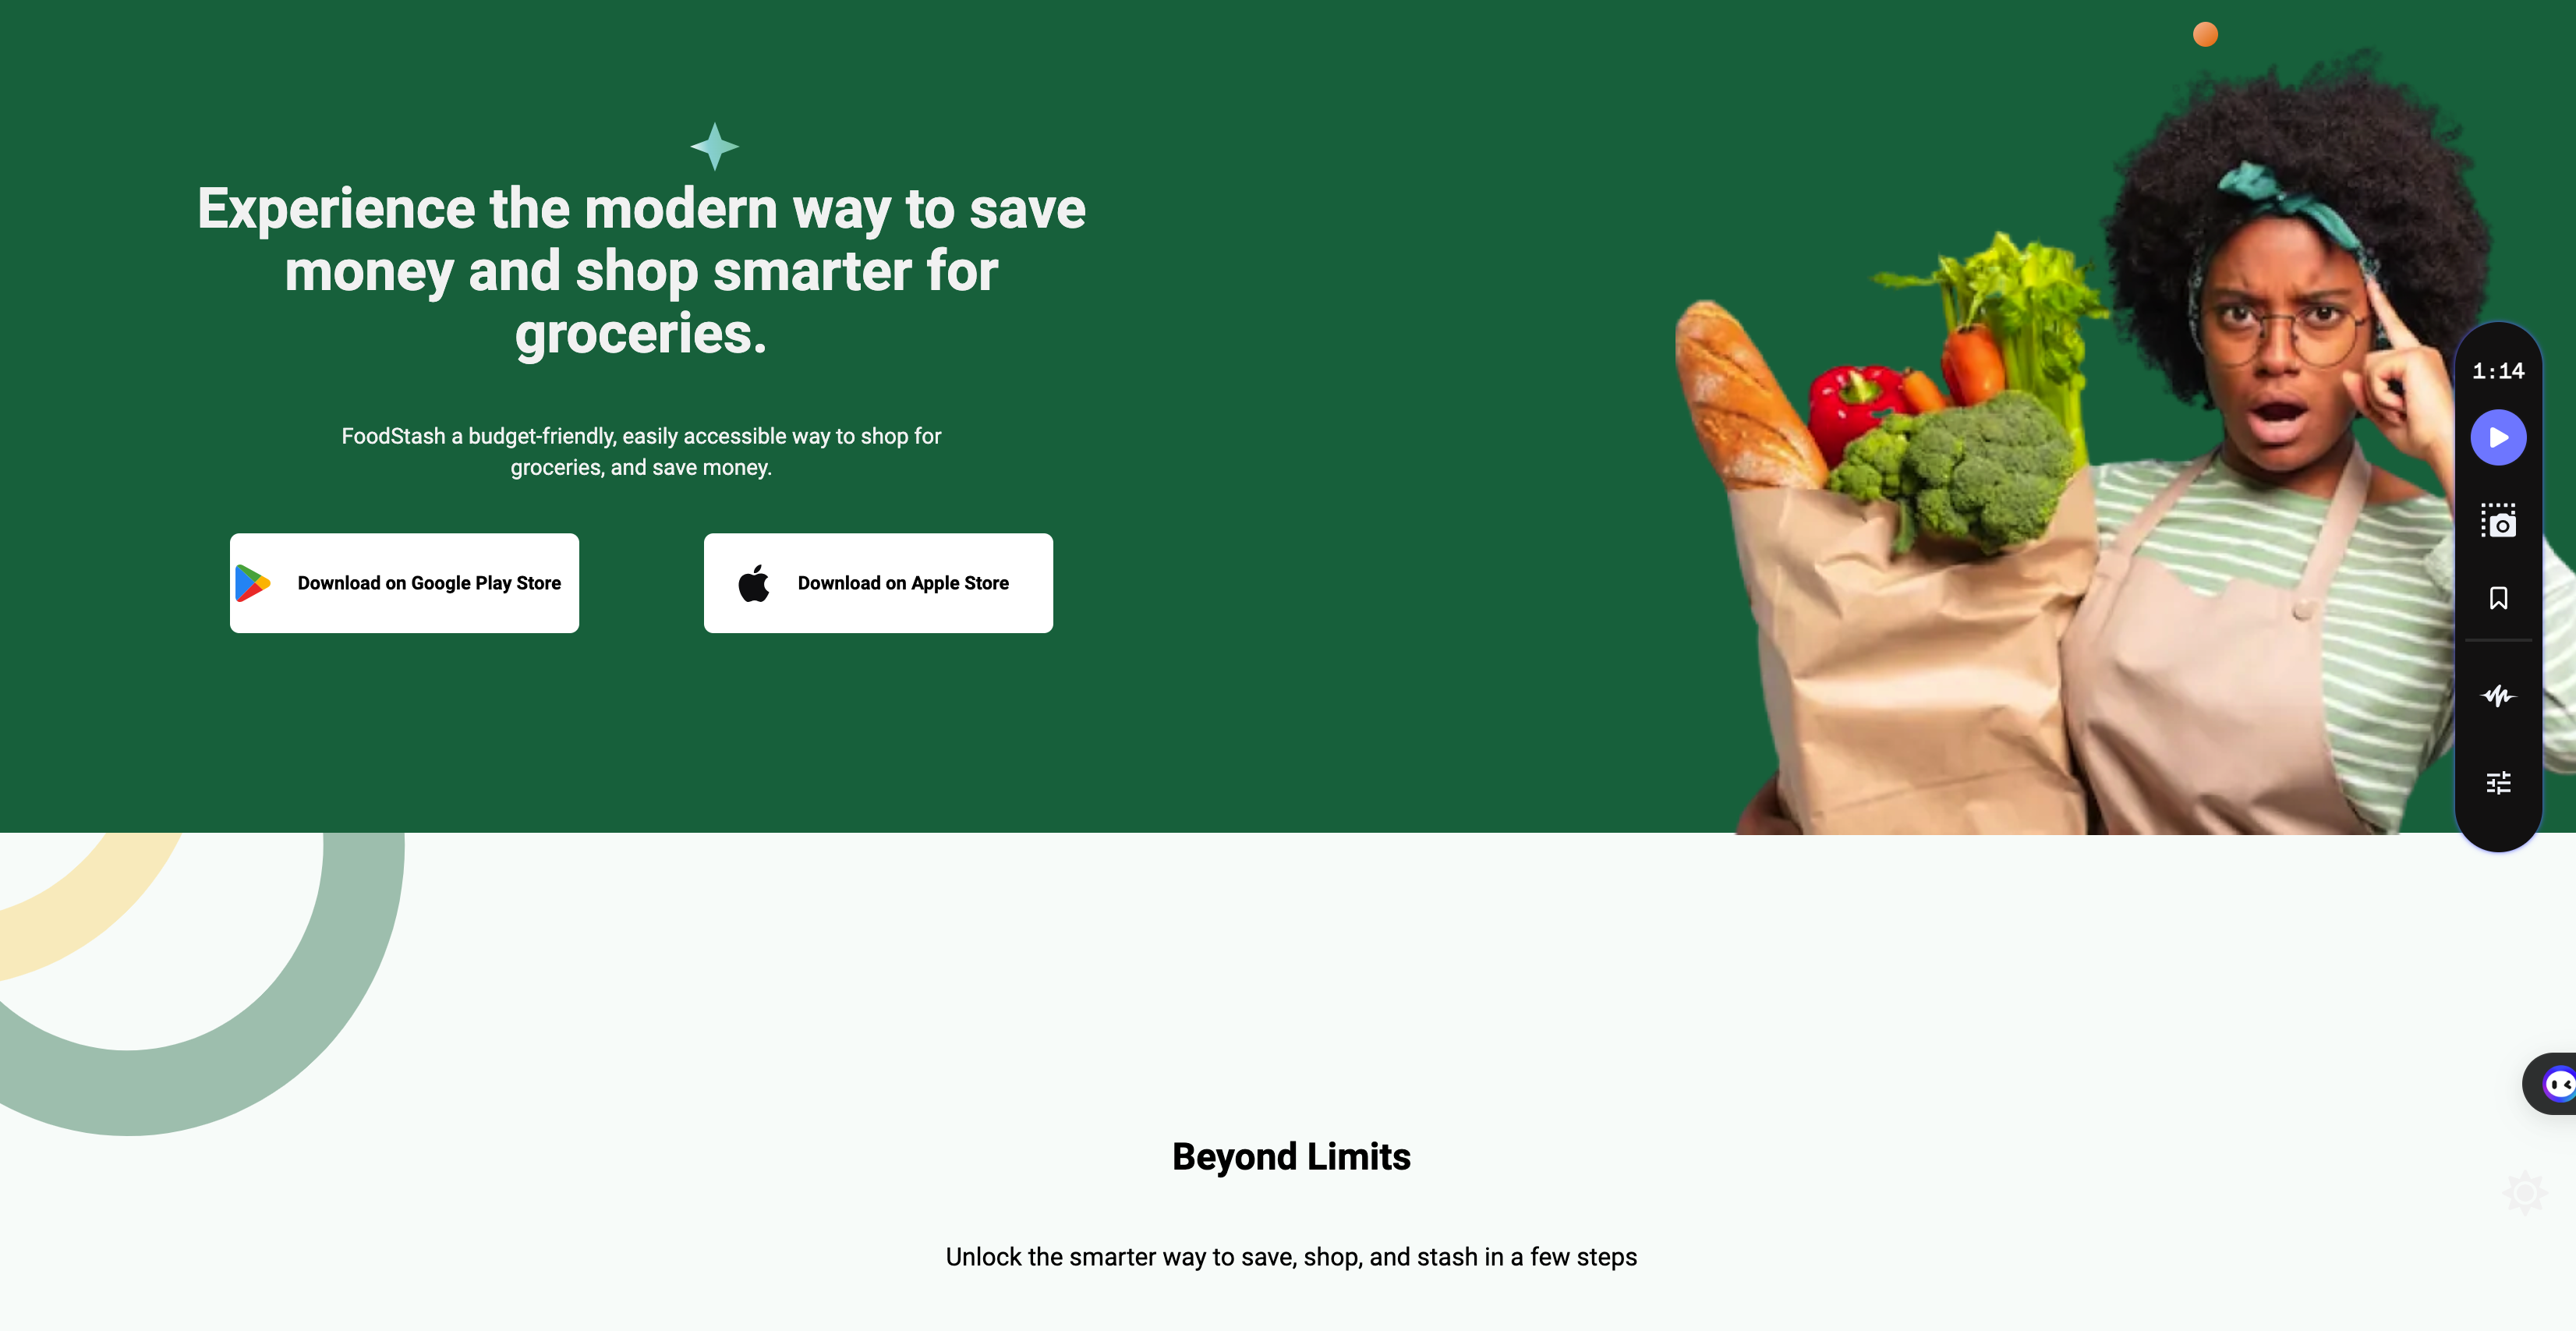 Experience the modern way to save
money and shop smarter for
groceries.
FoodStash a budget-friendly, easily accessible way to shop for
groceries, and save money.
Download on Google Play Store
Download on Apple Store
1:14
Beyond Limits
Unlock the smarter way to save, shop, and stash in a few steps